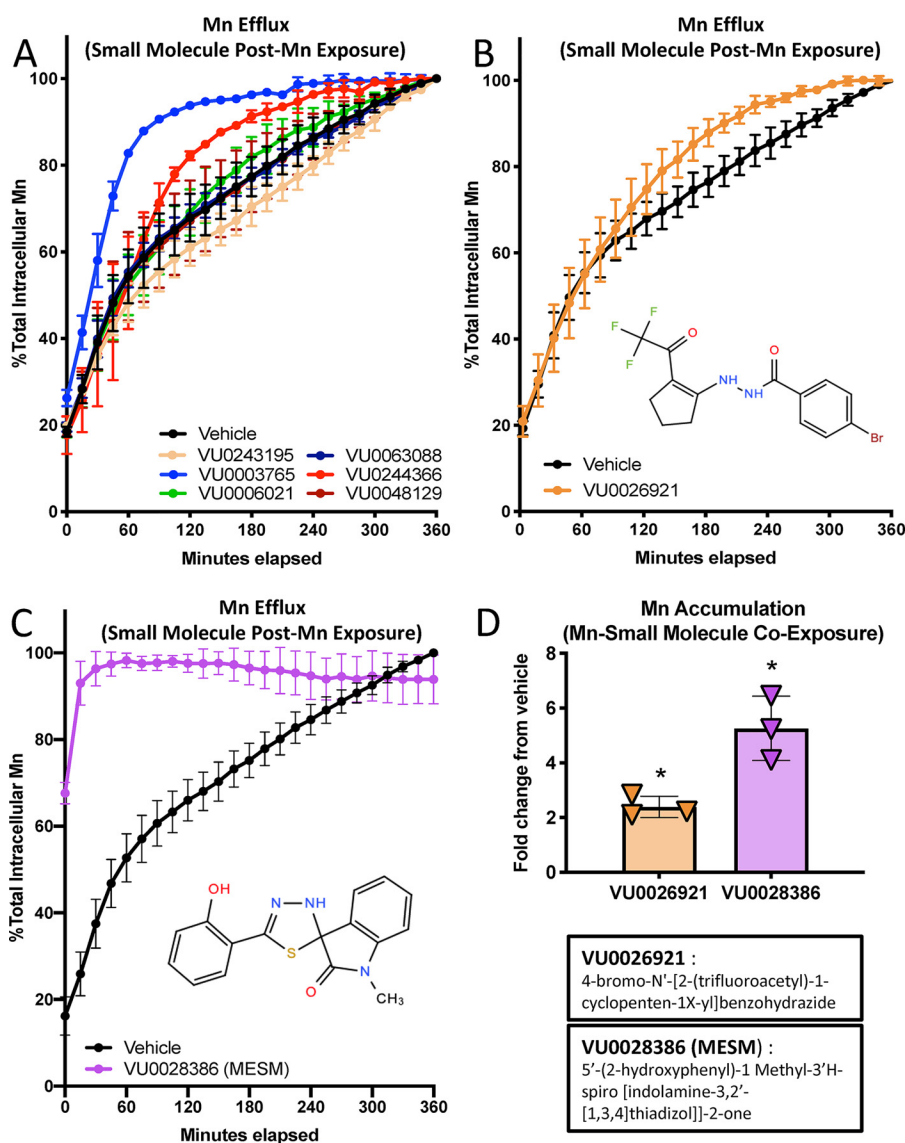 A
Mn Efflux
(Small Molecule Post-Mn Exposure)
%Total Intracellular Mn
100
80
60
40
20
0
Vehicle
VU0243195
VU0003765
VU0006021
VU0063088
VU0244366
VU0048129
0 60 120 180 240 300 360
Minutes elapsed
B
Mn Efflux
(Small Molecule Post-Mn Exposure)
%Total Intracellular Mn
100
80
60
40
20
0
F
F
F
O
NH
NH
O
Br
Vehicle
VU0026921
0 60 120 180 240 300 360
Minutes elapsed
C
Mn Efflux
(Small Molecule Post-Mn Exposure)
%Total Intracellular Mn
100
80
60
40
20
0
OH
N NH
S
O
N
CH3
Vehicle
VU0028386 (MESM)
0 60 120 180 240 300 360
Minutes elapsed
D
Mn Accumulation
(Mn-Small Molecule Co-Exposure)
Fold change from vehicle
8
6
4
2
0
*
*
VU0026921 VU0028386
VU0026921 :
4-bromo-N'-[2-(trifluoroacetyl)-1-
cyclopenten-1X-yl]benzohydrazide
VU0028386 (MESM) :
5’-(2-hydroxyphenyl)-1 Methyl-3’H-
spiro [indolamine-3,2’-
[1,3,4]thiadizol]]-2-one